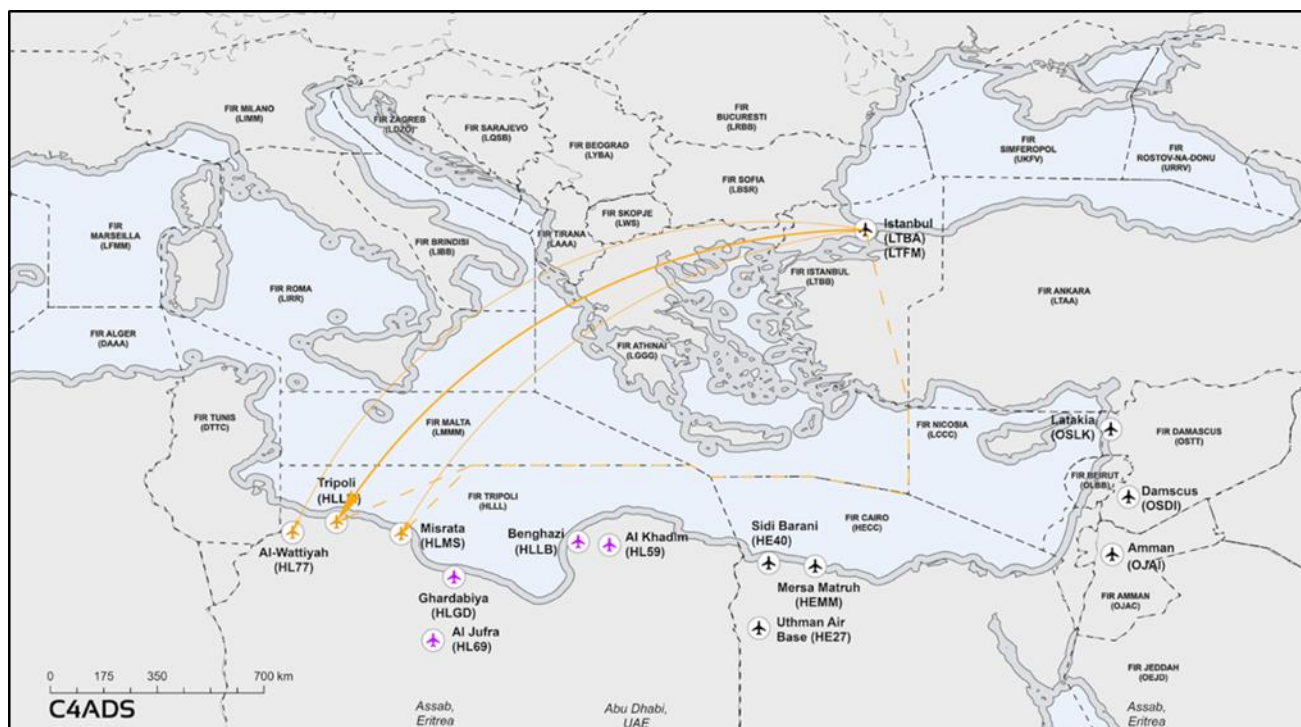 FIR MILANO
(LIMM)
FIR ZAGREB
(LDZO)
FIR SARAJEVO
(LQSB)
FIR BEOGRAD
(LYBA)
FIR
BUCURESTI
(LRBB)
FIR
SIMFEROPOL
(UKFV)
FIR
ROSTOV-NA-DONU
(URRV)
FIR SOFIA
(LBSR)
FIR SKOPJE
(LWS)
FIR TIRANA
(LAAA)
FIR
MARSEILLA
(LFMM)
FIR BRINDISI
(LIBB)
Istanbul
(LTBA)
(LTFM)
FIR ISTANBUL
(LTBB)
FIR ROMA
(LIRR)
FIR ANKARA
(LTAA)
FIR ALGER
(DAAA)
FIR ATHINAI
(LGGG)
FIR TUNIS
(DTTC)
FIR MALTA
(LMMM)
FIR NICOSIA
(LCCC)
Latakia
(OSLK)
FIR DAMASCUS
(OSTT)
Tripoli
FIR TRIPOLI
(HLLL)
FIR BEIRUT
(OLBB)
Damscus
(OSDI)
Al-Wattiyah
(HL77)
Misrata
(HLMS)
Benghazi
(HLLB)
Al Khadim
(HL59)
Sidi Barani
(HE40)
FIR CAIRO
(HECC)
Amman
(OJAI)
Mersa Matruh
(HEMM)
Ghardabiya
(HLGD)
FIR AMMAN
(OJAC)
Al Jufra
(HL69)
Uthman Air
Base (HE27)
FIR JEDDAH
(OEJD)
0 175 350 700 km
C4ADS
Assab,
Eritrea
Abu Dhabi,
UAE
Assab,
Eritrea